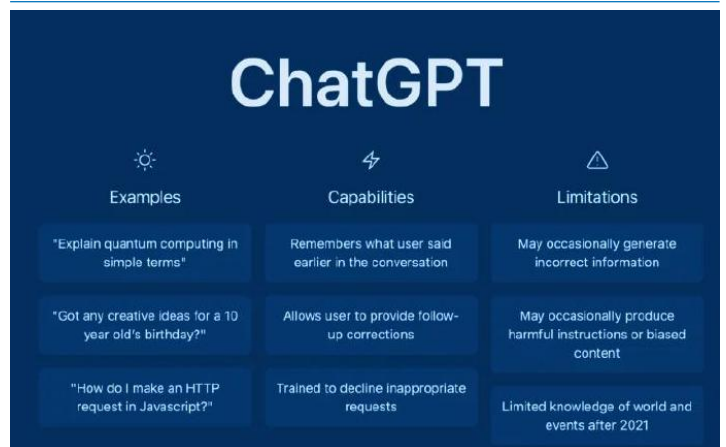 ChatGPT
Examples
"Explain quantum computing in
simple terms"
"Got any creative ideas for a 10
year old's birthday?"
"How do I make an HTTP
request in Javascript?"
Capabilities
Remembers what user said
earlier in the conversation
Allows user to provide follow-
up corrections
Trained to decline inappropriate
requests
Limitations
May occasionally generate
incorrect information
May occasionally produce
harmful instructions or biased
content
Limited knowledge of world and
events after 2021